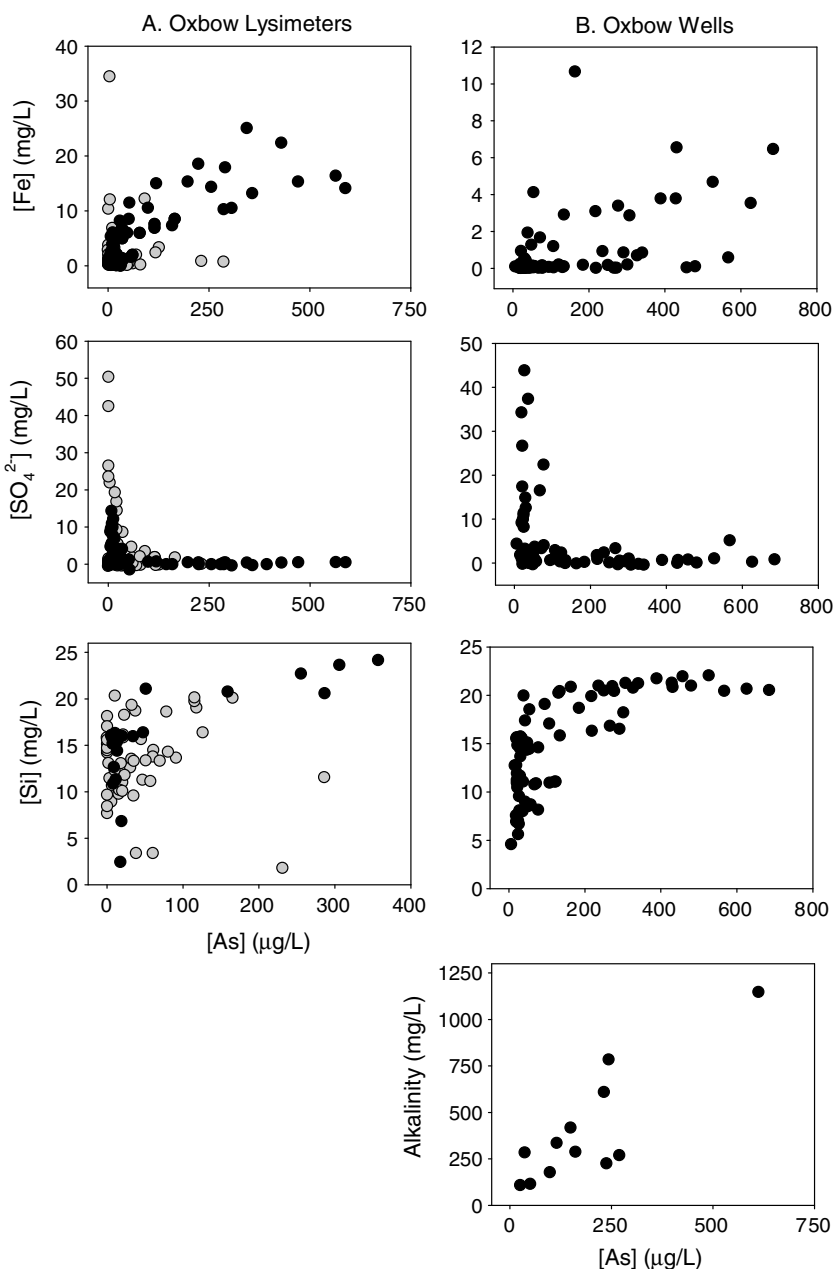 A. Oxbow Lysimeters
B. Oxbow Wells
[Fe] (mg/L)
40
30
20
10
0
0 250 500 750
12
10
8
6
4
2
0
0 200 400 600 800
[SO₄²⁻] (mg/L)
60
50
40
30
20
10
0
0 250 500 750
50
40
30
20
10
0
0 200 400 600 800
[Si] (mg/L)
25
20
15
10
5
0
0 100 200 300 400
[As] (µg/L)
25
20
15
10
5
0
0 200 400 600 800
Alkalinity (mg/L)
1250
1000
750
500
250
0
0 250 500 750
[As] (µg/L)